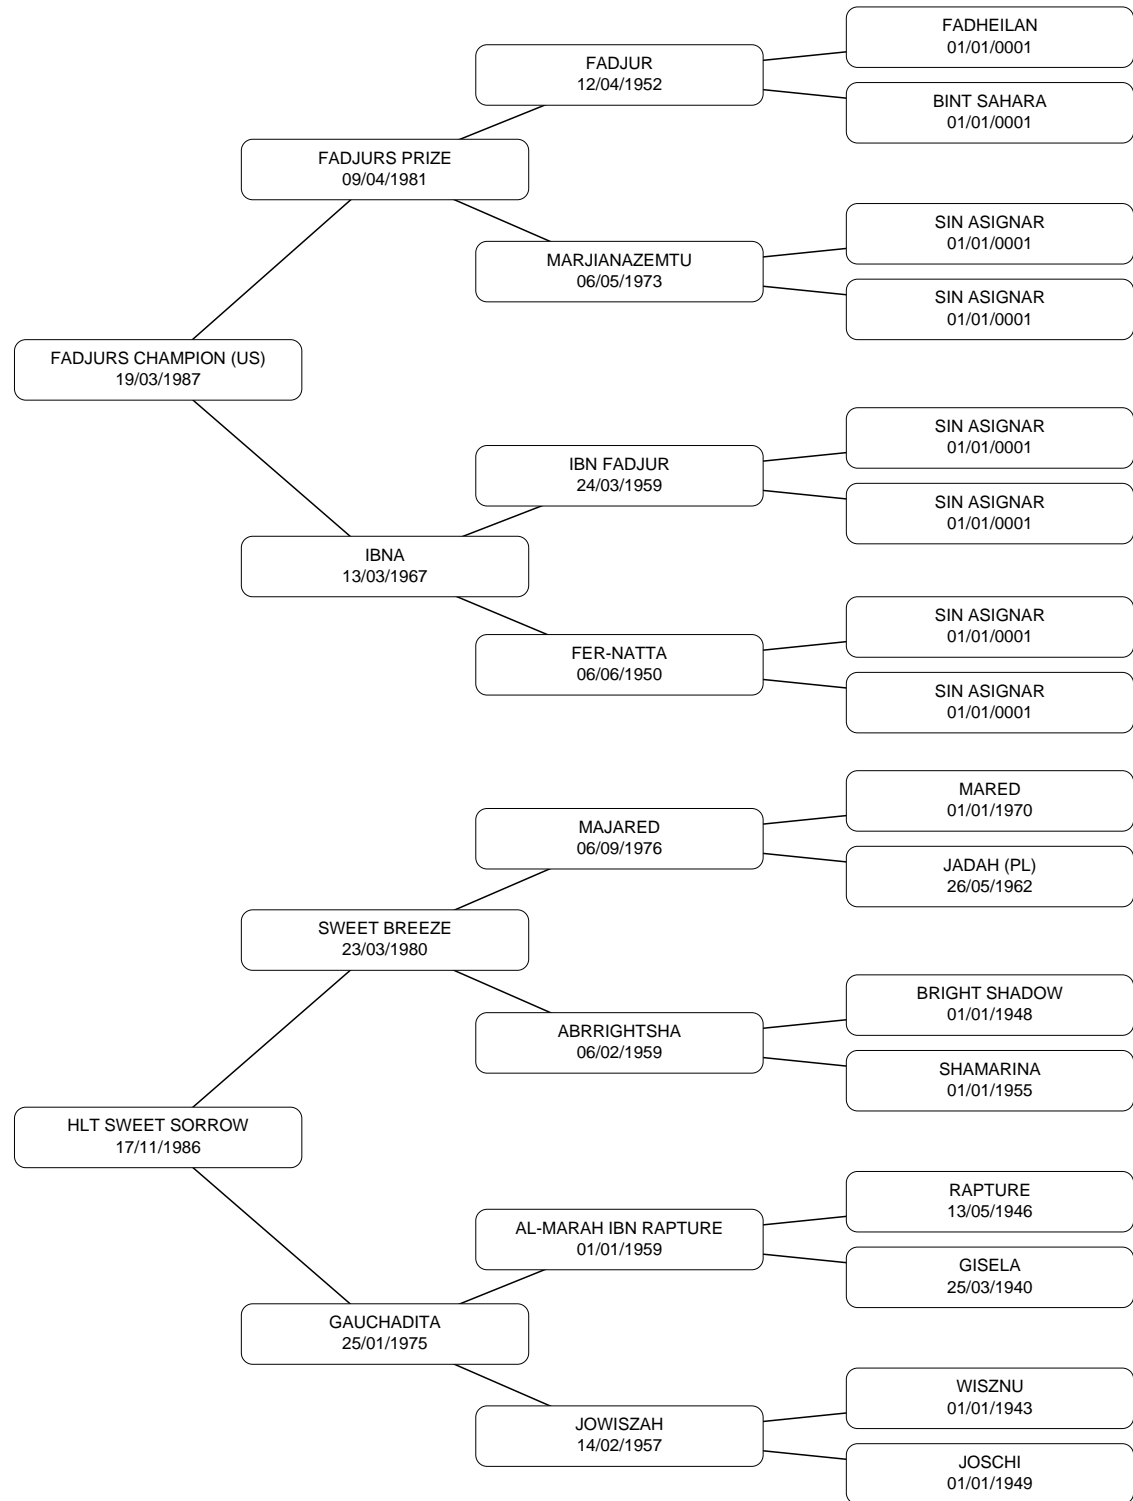 FADHEILAN
01/01/0001
FADJUR
12/04/1952
BINT SAHARA
01/01/0001
FADJURS PRIZE
09/04/1981
SIN ASIGNAR
01/01/0001
MARJIANAZEMTU
06/05/1973
SIN ASIGNAR
01/01/0001
FADJURS CHAMPION (US)
19/03/1987
SIN ASIGNAR
01/01/0001
IBN FADJUR
24/03/1959
SIN ASIGNAR
01/01/0001
IBNA
13/03/1967
SIN ASIGNAR
01/01/0001
FER-NATTA
06/06/1950
SIN ASIGNAR
01/01/0001
MARED
01/01/1970
MAJARED
06/09/1976
JADAH (PL)
26/05/1962
SWEET BREEZE
23/03/1980
BRIGHT SHADOW
01/01/1948
ABRRIGHTSHA
06/02/1959
SHAMARINA
01/01/1955
HLT SWEET SORROW
17/11/1986
RAPTURE
13/05/1946
AL-MARAH IBN RAPTURE
01/01/1959
GISELA
25/03/1940
GAUCHADITA
25/01/1975
WISZNU
01/01/1943
JOWISZAH
14/02/1957
JOSCHI
01/01/1949